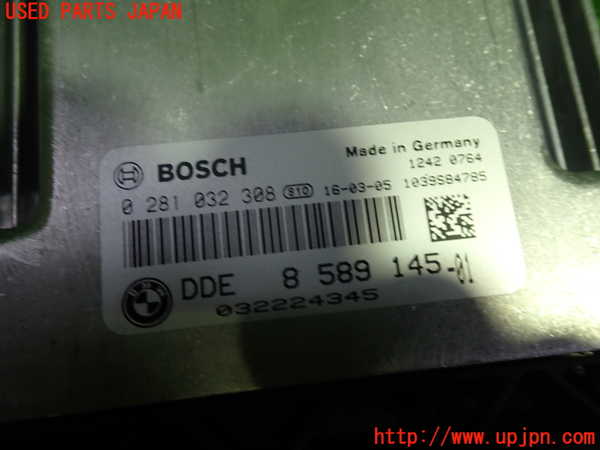 USED PARTS JAPAN
BOSCH
Made in Germany
1242 0764
0 281 032 308 S10 16-03-05 1039S84785
DDE 8 589 145-01
032224345
http://www.upjpn.com/